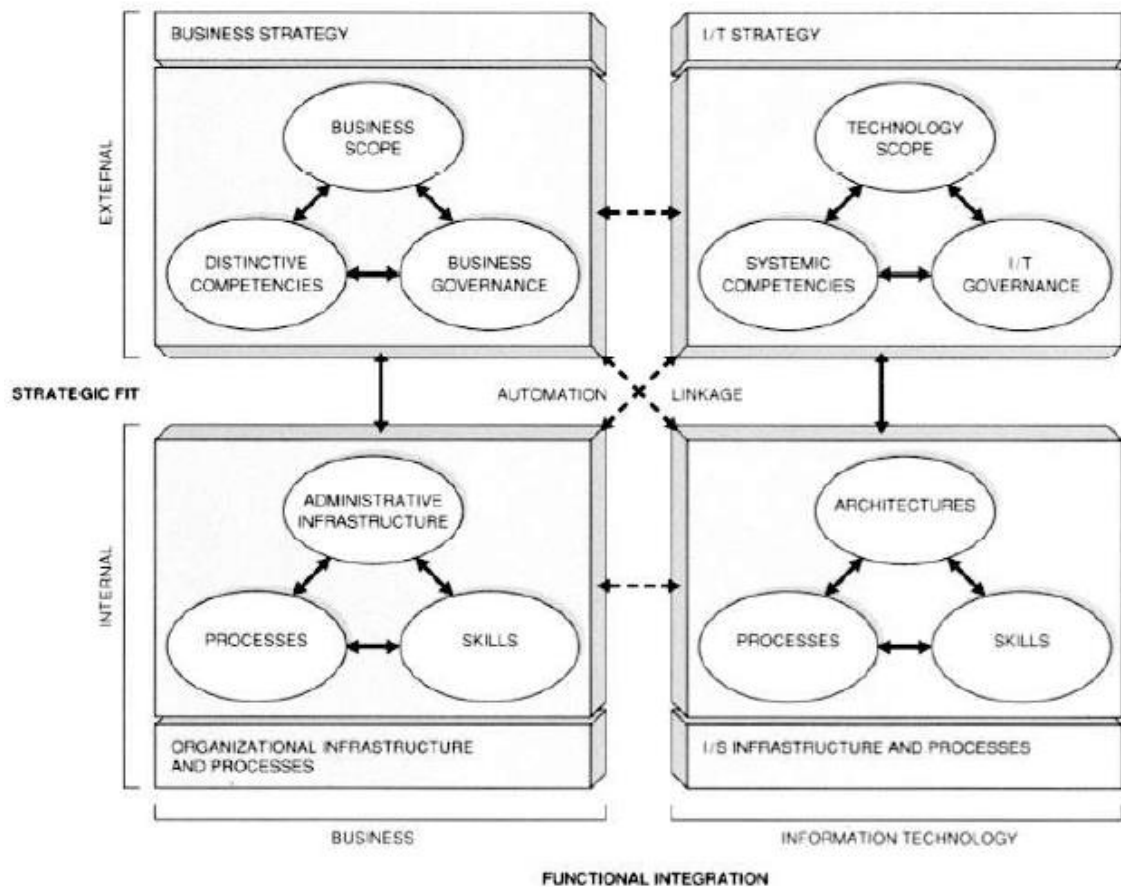 BUSINESS STRATEGY
I/T STRATEGY
EXTERNAL
BUSINESS
SCOPE
TECHNOLOGY
SCOPE
DISTINCTIVE
COMPETENCIES
BUSINESS
GOVERNANCE
SYSTEMIC
COMPETENCIES
I/T
GOVERNANCE
STRATEGIC FIT
AUTOMATION
LINKAGE
INTERNAL
ADMINISTRATIVE
INFRASTRUCTURE
ARCHITECTURES
PROCESSES
SKILLS
PROCESSES
SKILLS
ORGANIZATIONAL INFRASTRUCTURE
AND PROCESSES
I/S INFRASTRUCTURE AND PROCESSES
BUSINESS
INFORMATION TECHNOLOGY
FUNCTIONAL INTEGRATION